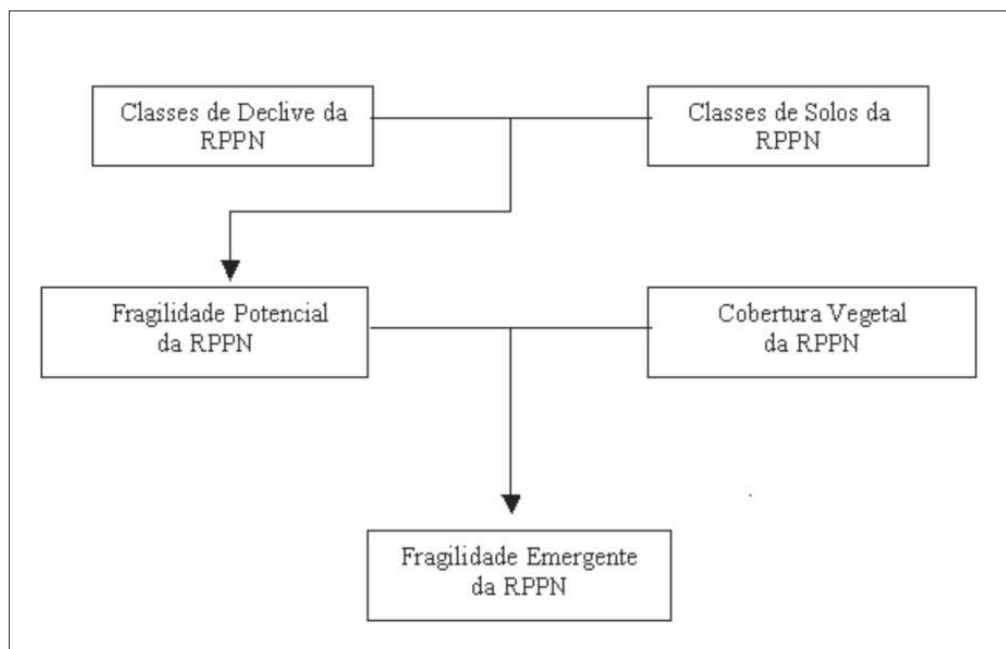 Classes de Declive da
RPPN
Classes de Solos da
RPPN
Fragilidade Potencial
da RPPN
Cobertura Vegetal
da RPPN
Fragilidade Emergente
da RPPN